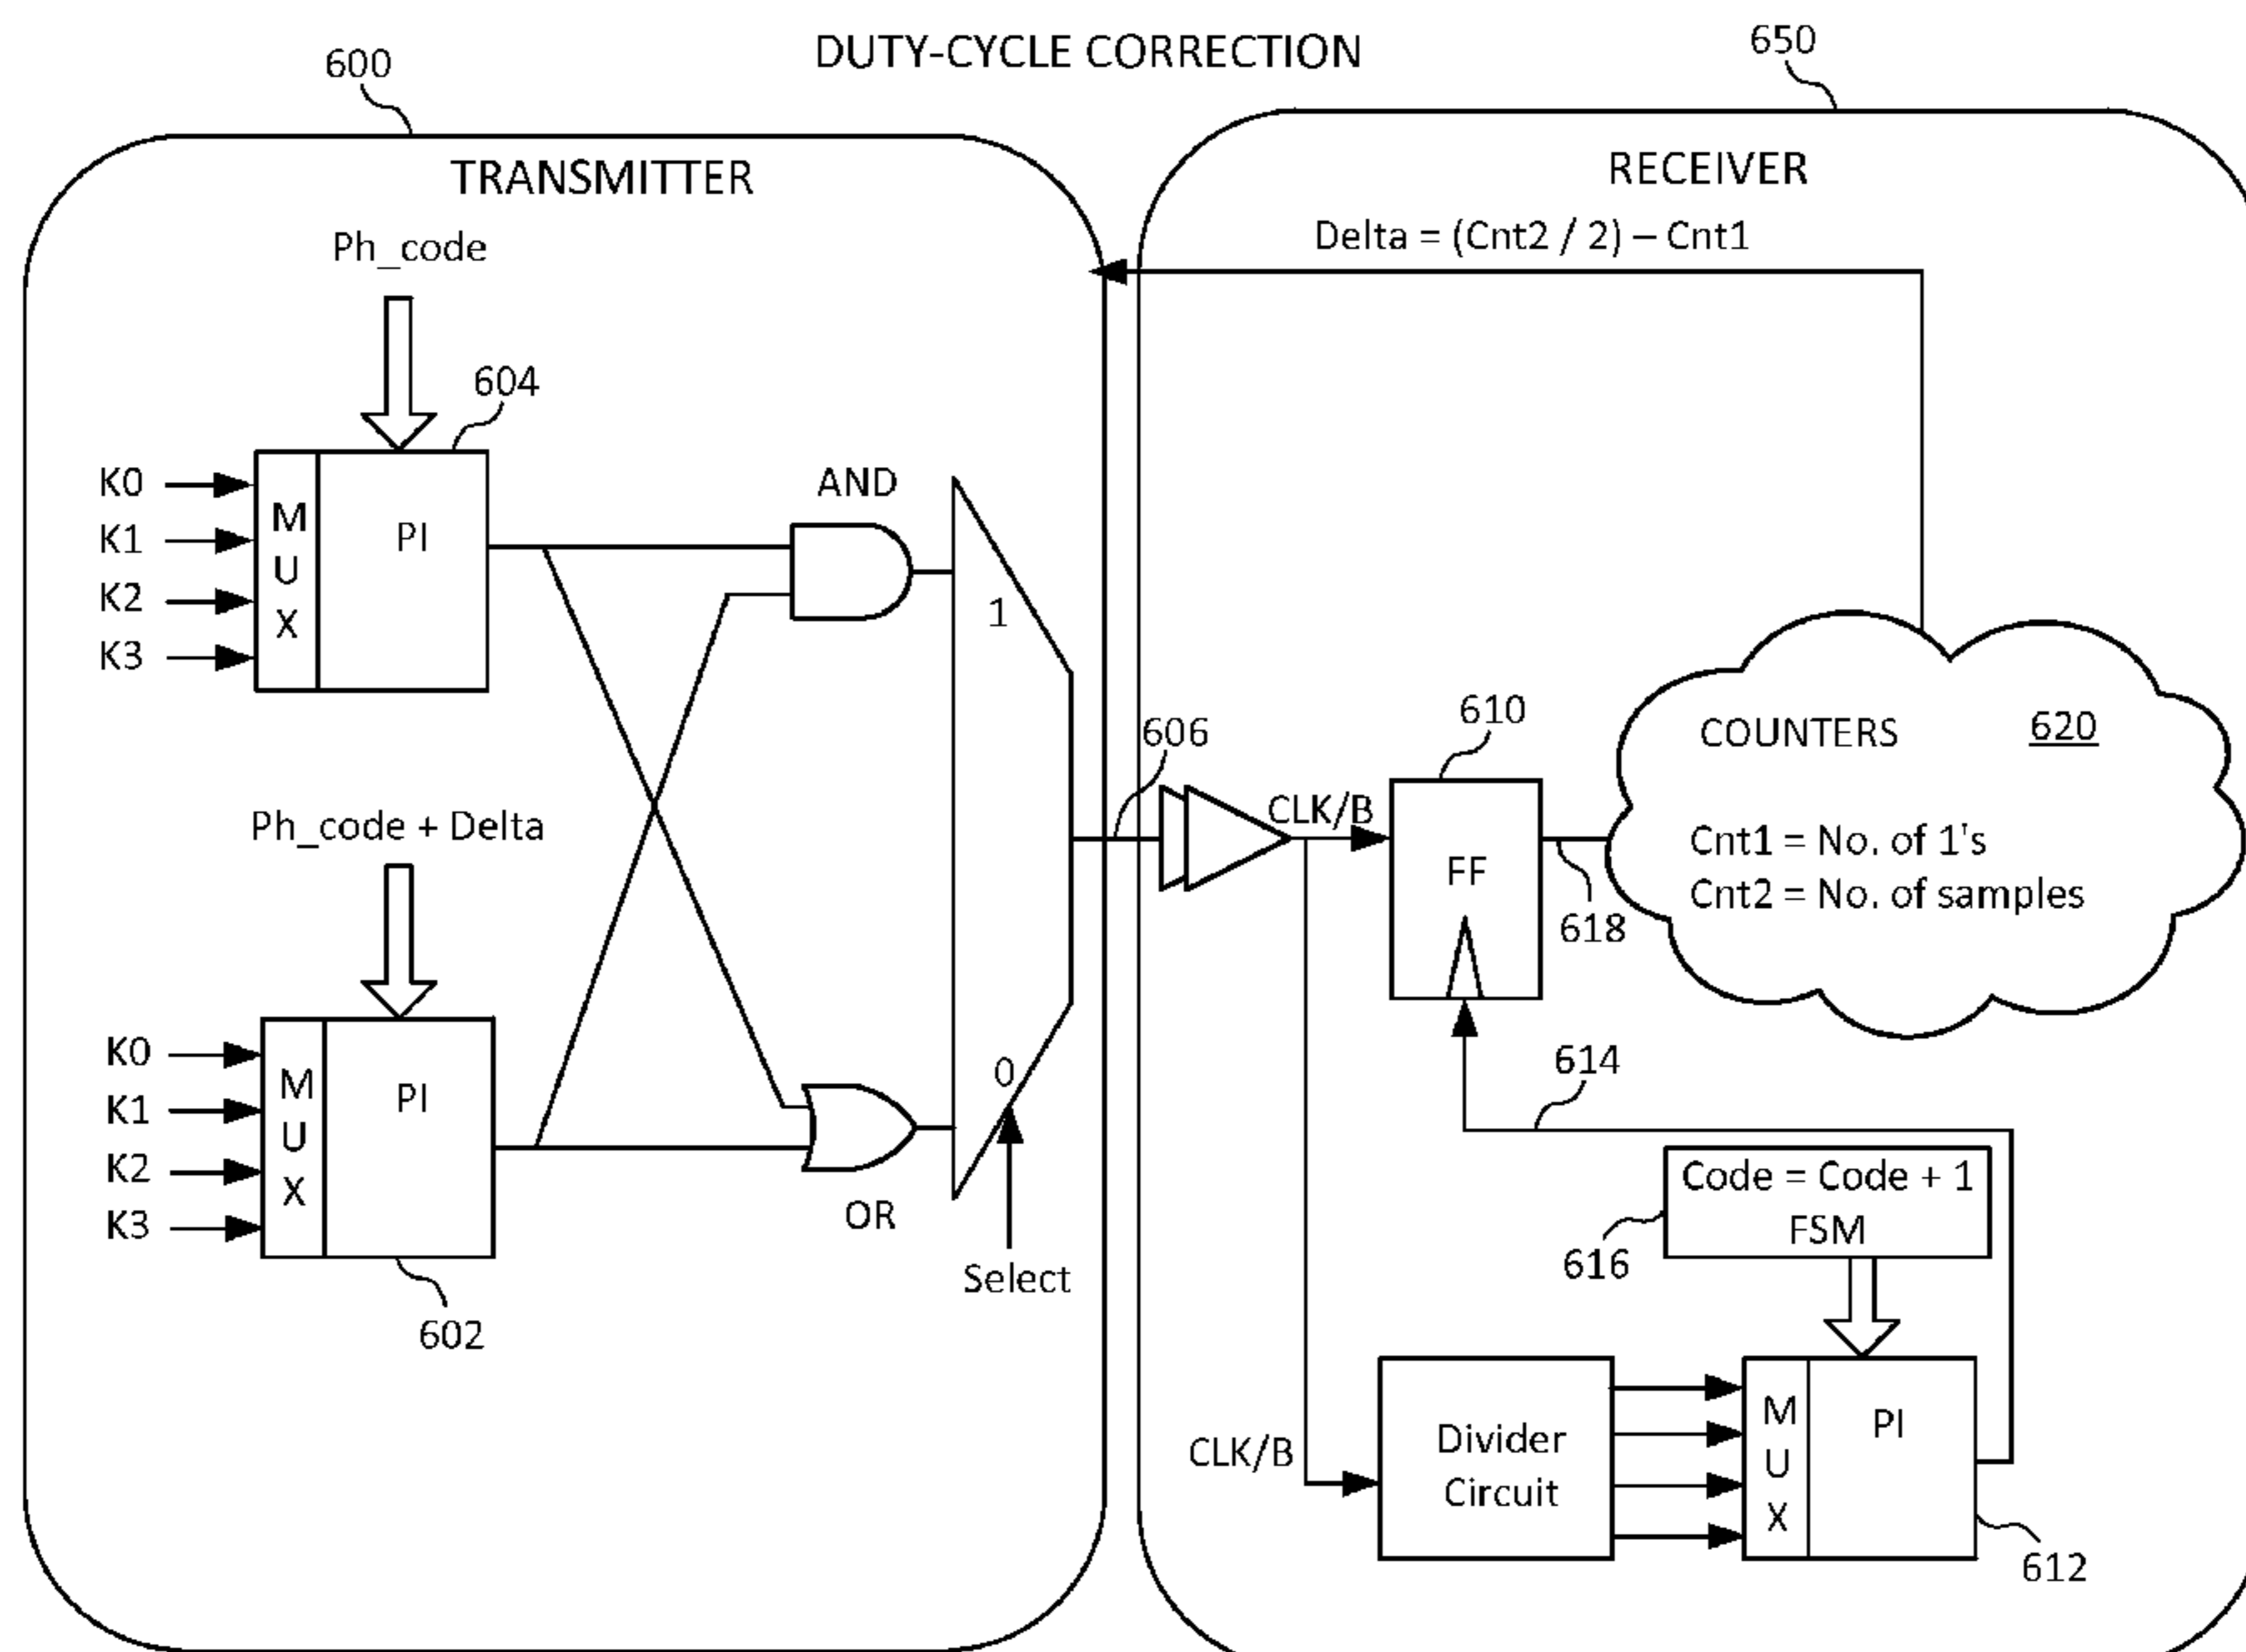 DUTY-CYCLE CORRECTION
600
TRANSMITTER
Ph_code
604
K0
K1
K2
K3
M
U
X
PI
AND
1
Ph_code + Delta
K0
K1
K2
K3
M
U
X
PI
602
OR
0
Select
650
RECEIVER
Delta = (Cnt2 / 2) – Cnt1
606
CLK/B
610
FF
618
COUNTERS
620
Cnt1 = No. of 1's
Cnt2 = No. of samples
614
Code = Code + 1
FSM
616
CLK/B
Divider
Circuit
M
U
X
PI
612